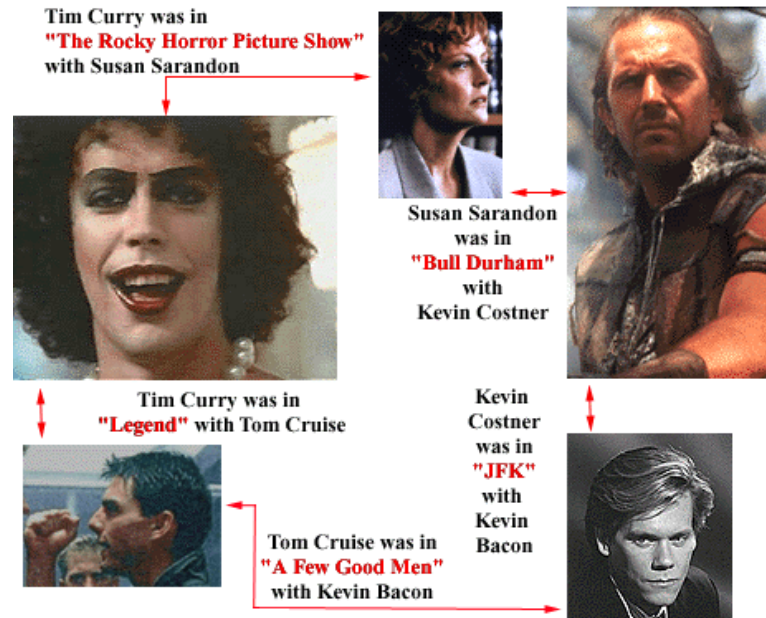 Tim Curry was in
"The Rocky Horror Picture Show"
with Susan Sarandon
Susan Sarandon
was in
"Bull Durham"
with
Kevin Costner
Tim Curry was in
"Legend" with Tom Cruise
Kevin
Costner
was in
"JFK"
with
Kevin
Bacon
Tom Cruise was in
"A Few Good Men"
with Kevin Bacon